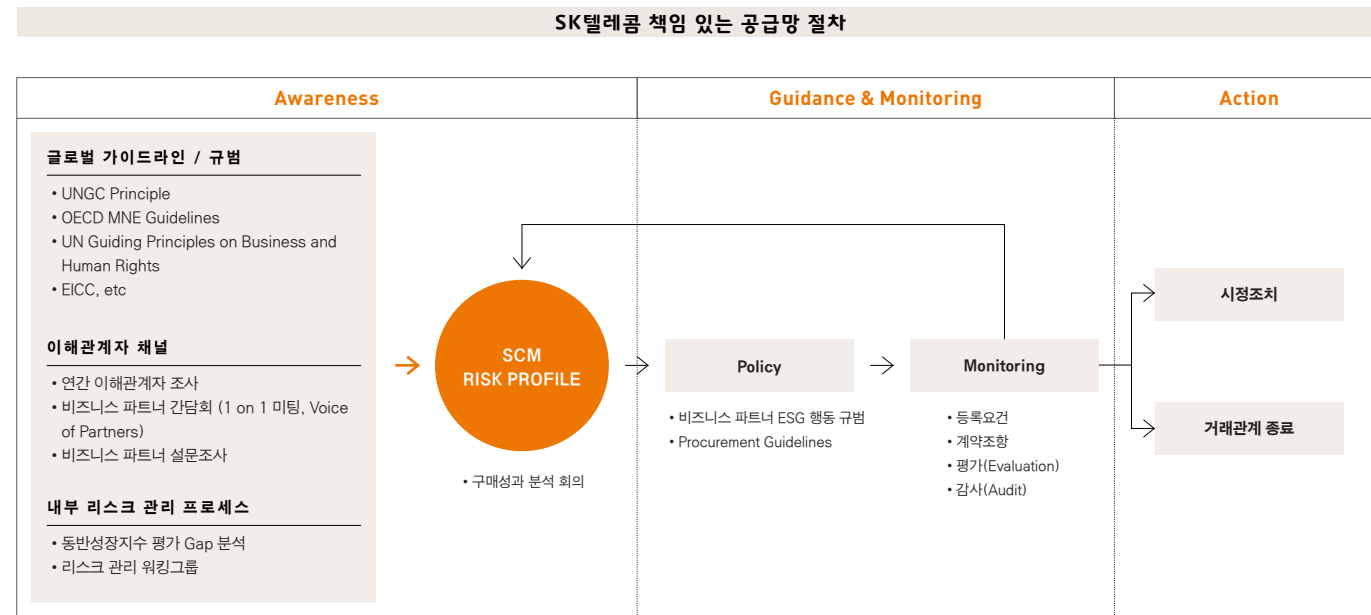 SK텔레콤 책임 있는 공급망 절차
Awareness
Guidance & Monitoring
Action
글로벌 가이드라인 / 규범
• UNGC Principle
• OECD MNE Guidelines
• UN Guiding Principles on Business and
Human Rights
• EICC, etc
이해관계자 채널
• 연간 이해관계자 조사
• 비즈니스 파트너 간담회 (1 on 1 미팅, Voice
of Partners)
• 비즈니스 파트너 설문조사
내부 리스크 관리 프로세스
• 동반성장지수 평가 Gap 분석
• 리스크 관리 워킹그룹
SCM
RISK PROFILE
• 구매성과 분석 회의
Policy
• 비즈니스 파트너 ESG 행동 규범
• Procurement Guidelines
Monitoring
• 등록요건
• 계약조항
• 평가(Evaluation)
• 감사(Audit)
시정조치
거래관계 종료